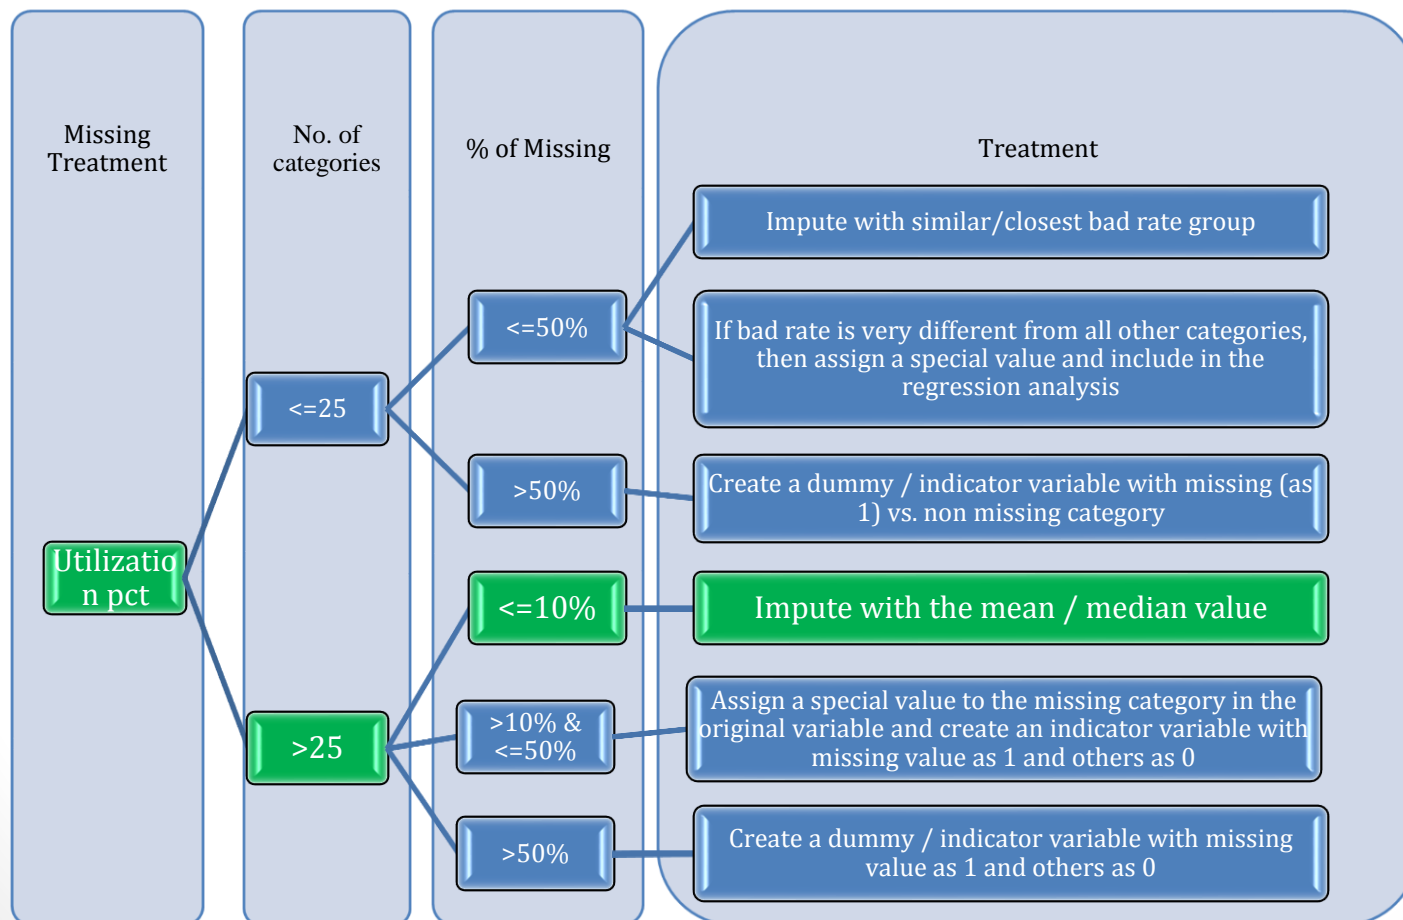 Missing
Treatment
No. of
categories
% of Missing
Treatment
Impute with similar/closest bad rate group
<=50%
If bad rate is very different from all other categories,
then assign a special value and include in the
regression analysis
<=25
>50%
Create a dummy / indicator variable with missing (as
1) vs. non missing category
Utilizatio
n pct
<=10%
Impute with the mean / median value
>25
>10% &
<=50%
Assign a special value to the missing category in the
original variable and create an indicator variable with
missing value as 1 and others as 0
>50%
Create a dummy / indicator variable with missing
value as 1 and others as 0